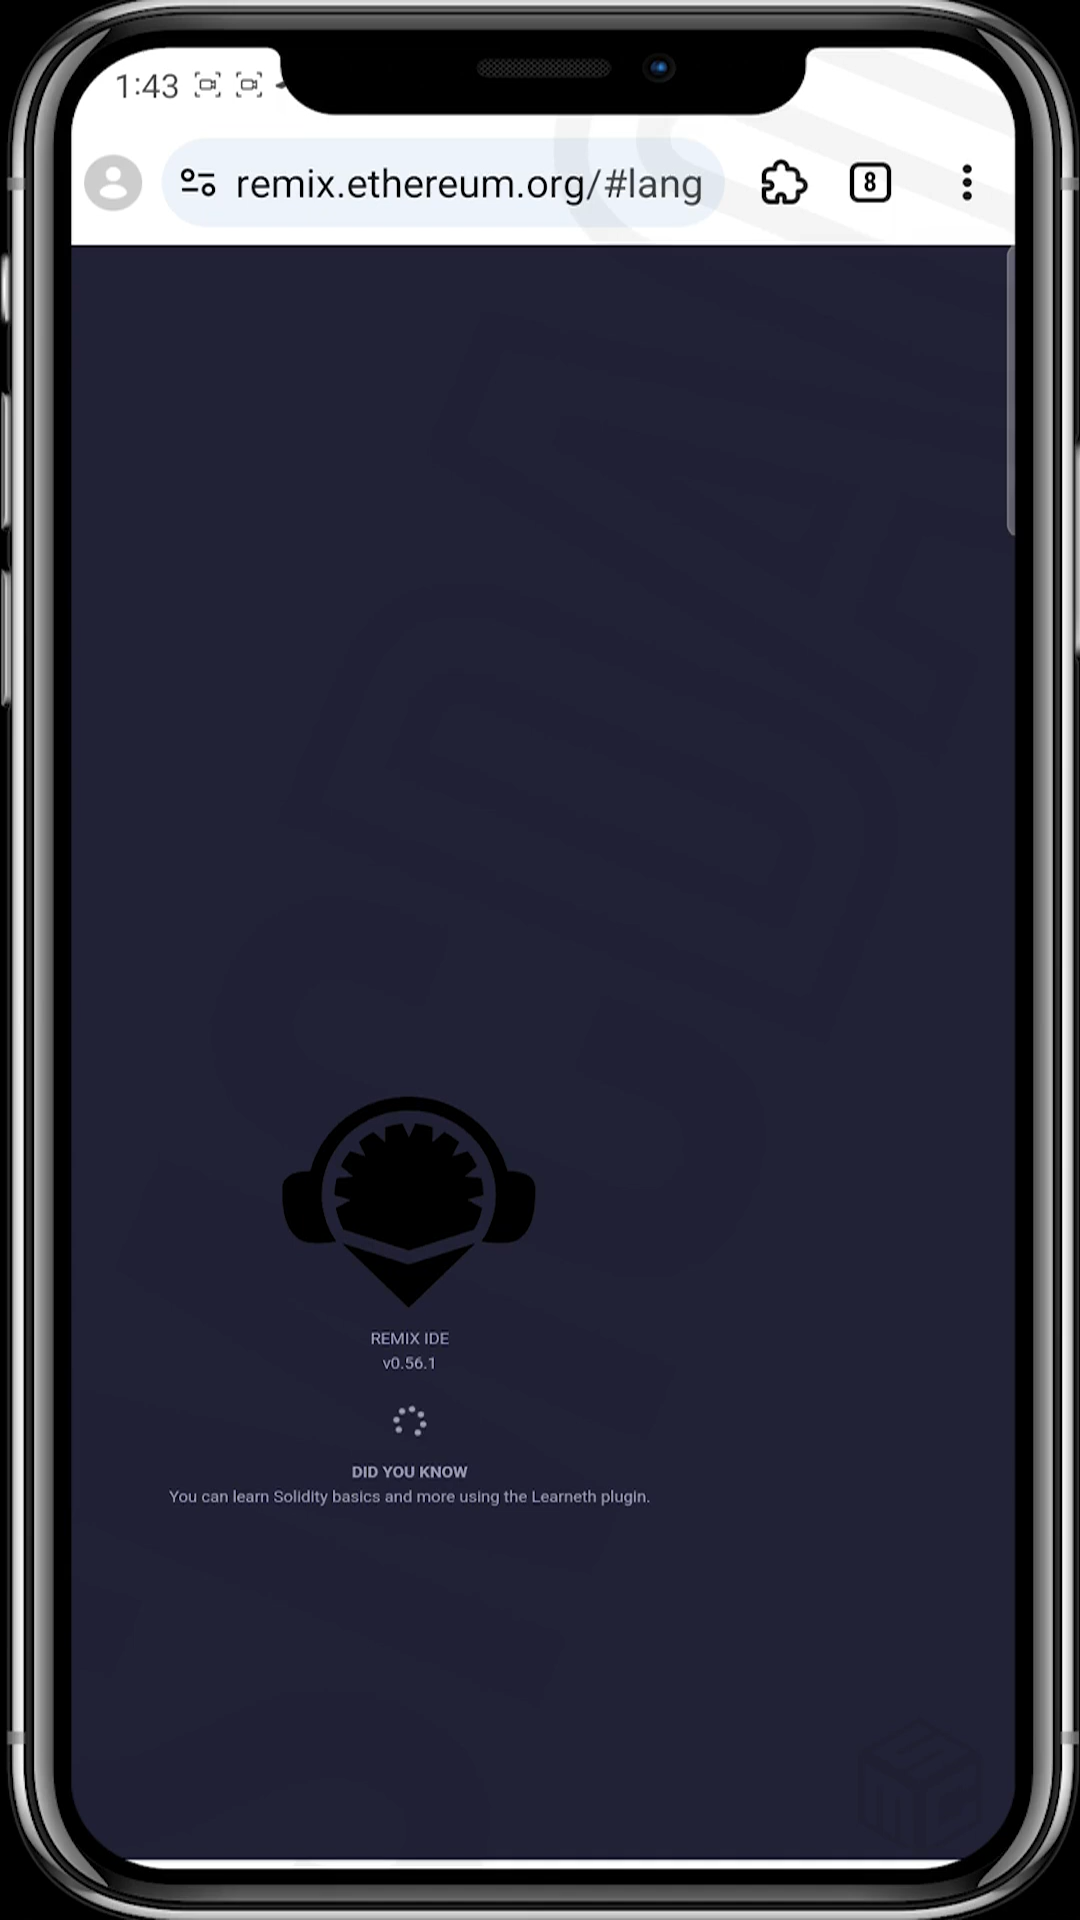 1:43
remix.ethereum.org/#lang
8
REMIX IDE
v0.56.1
DID YOU KNOW
You can learn Solidity basics and more using the Learneth plugin.